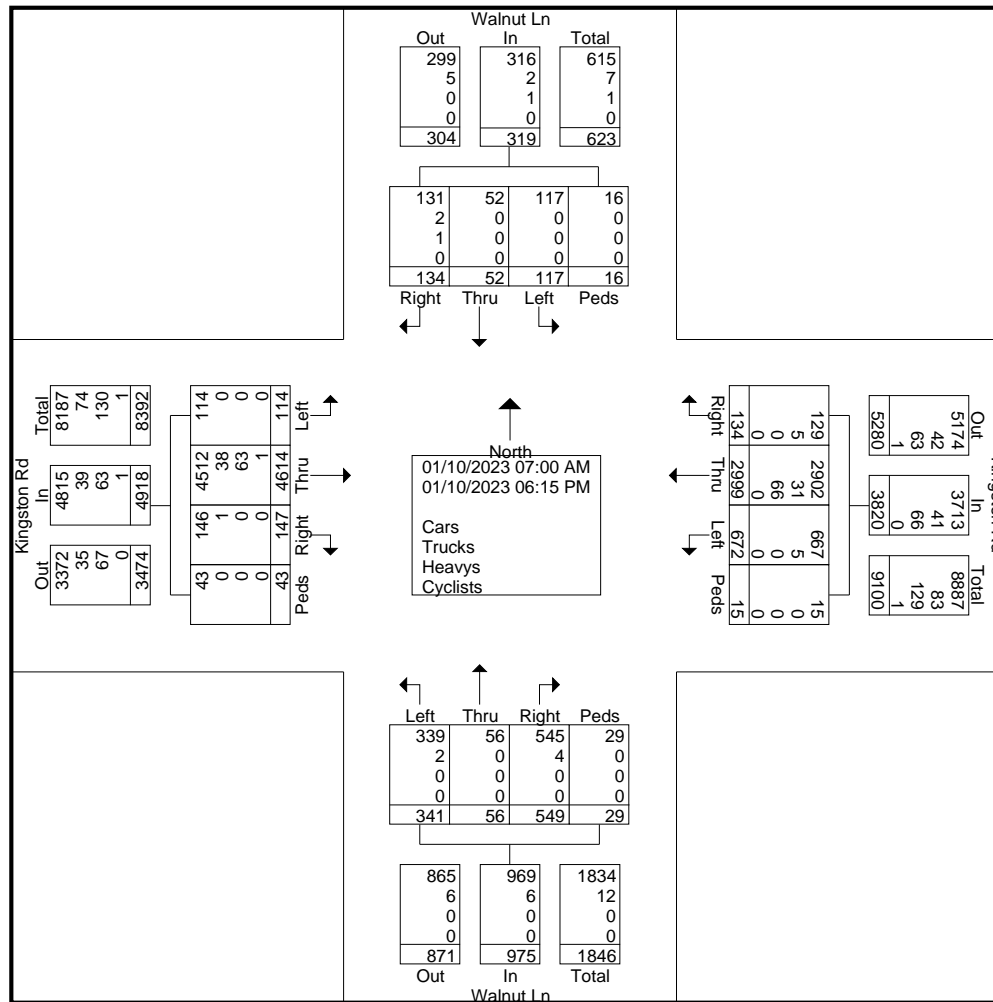 Walnut Ln
Out In Total
299 316 615
5 2 7
0 1 1
0 0 0
304 319 623
131 52 117 16
2 0 0 0
1 0 0 0
0 0 0 0
134 52 117 16
Right Thru Left Peds
Kingston Rd
Total
8187 74 130 1 8392
In
4815 39 63 1 4918
Out
3372 35 67 0 3474
114 0 0 0 114 Left
4512 38 63 1 4614 Thru
146 1 0 0 147 Right
43 0 0 0 43 Peds
North
01/10/2023 07:00 AM
01/10/2023 06:15 PM
Cars
Trucks
Heavys
Cyclists
Right 129 5 0 0 134
Thru 2902 31 66 0 2999
Left 667 5 0 0 672
Peds 15 0 0 0 15
Out
5174 42 63 1 5280
In
3713 41 66 0 3820
Total
8887 83 129 1 9100
Left Thru Right Peds
339 56 545 29
2 0 4 0
0 0 0 0
0 0 0 0
341 56 549 29
865 969 1834
6 6 12
0 0 0
0 0 0
871 975 1846
Out In Total
Walnut Ln